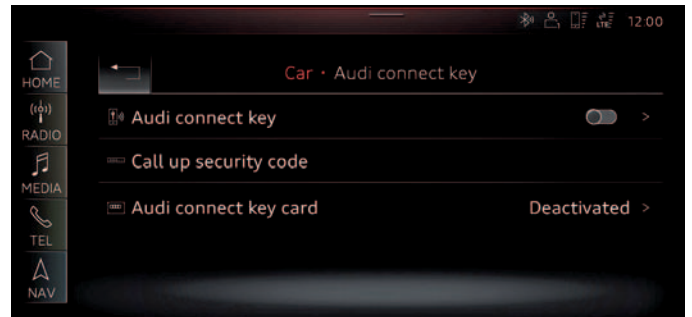 LTE 12:00
HOME
Car · Audi connect key
Audi connect key
RADIO
Call up security code
MEDIA
Audi connect key card Deactivated
TEL
NAV